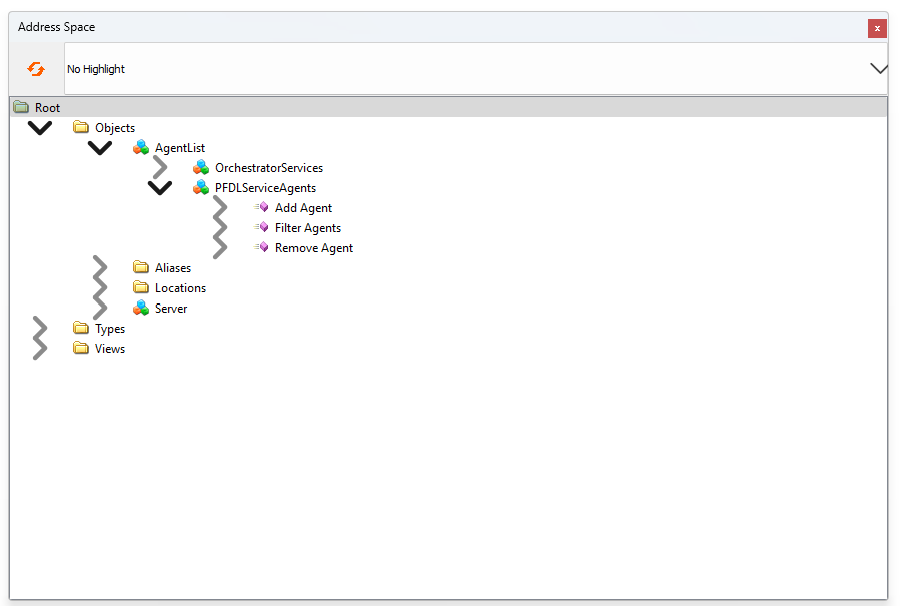 Address Space
x
No Highlight
Root
Objects
AgentList
OrchestratorServices
PFDLServiceAgents
Add Agent
Filter Agents
Remove Agent
Aliases
Locations
Server
Types
Views